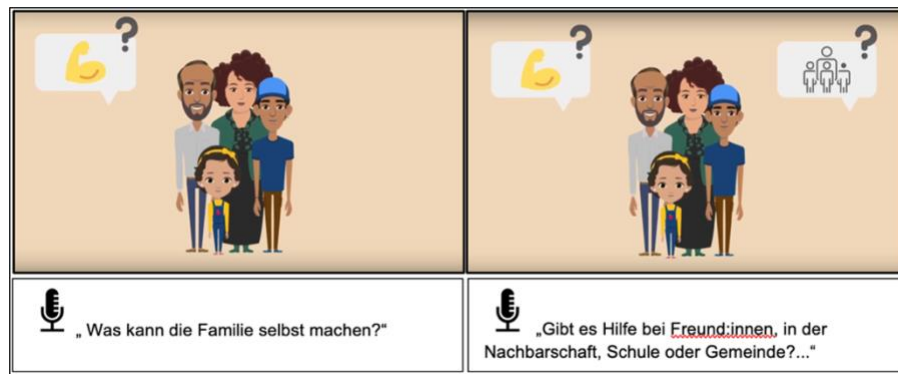 ?
?
?
„ Was kann die Familie selbst machen?“
„Gibt es Hilfe bei Freund:innen, in der
Nachbarschaft, Schule oder Gemeinde?...“